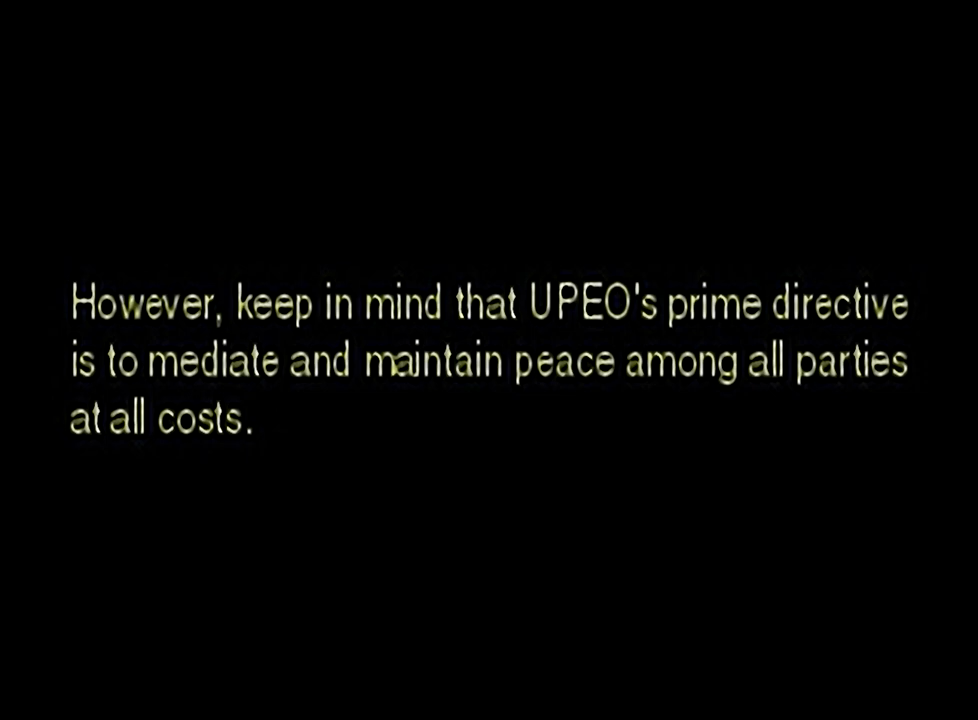 However, keep in mind that UPEO's prime directive
is to mediate and maintain peace among all parties
at all costs.